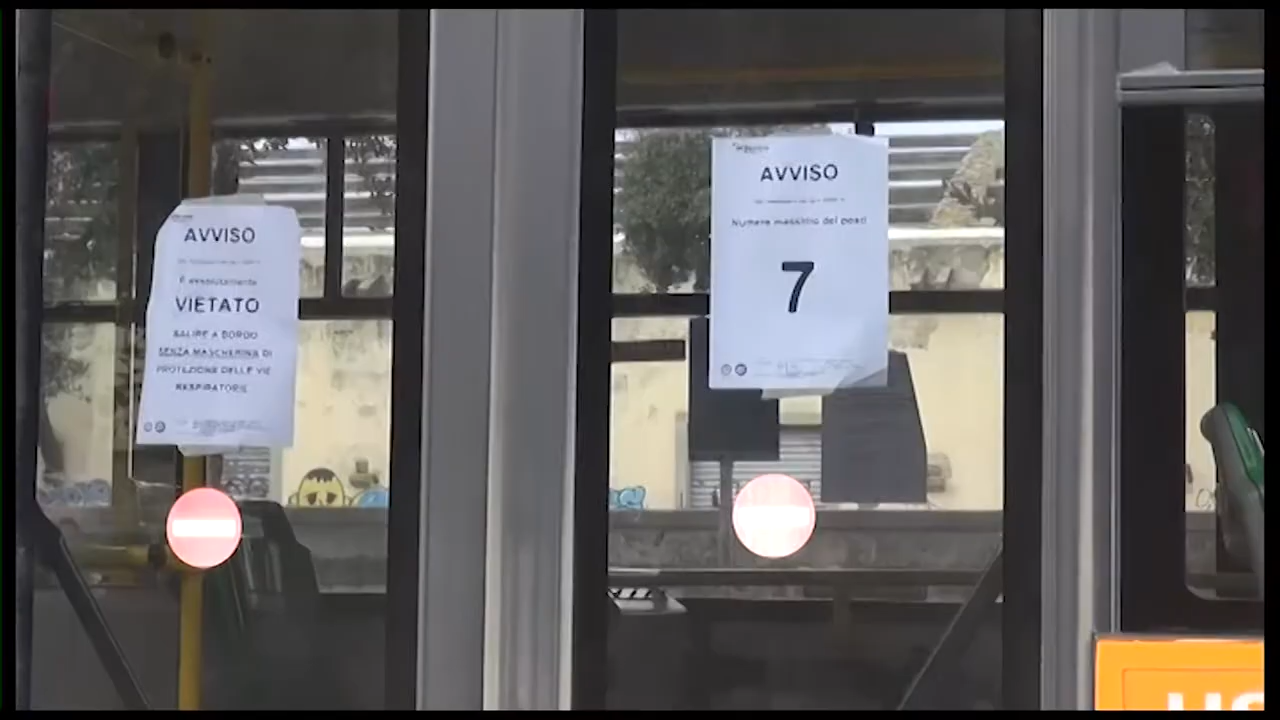 AVVISO
È assolutamente
VIETATO
SALIRE A BORDO
SENZA MASCHERINA DI
PROTEZIONE DELLE VIE
RESPIRATORIE
AVVISO
Numero massimo dei posti
7